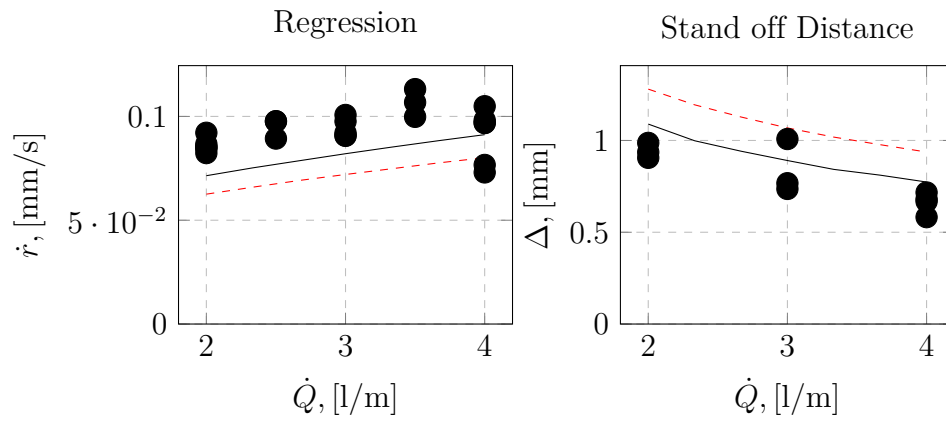 Regression
0.1
5 · 10⁻²
0
2
3
4
ṙ, [mm/s]
Q̇, [l/m]
Stand off Distance
1
0.5
0
2
3
4
Δ, [mm]
Q̇, [l/m]